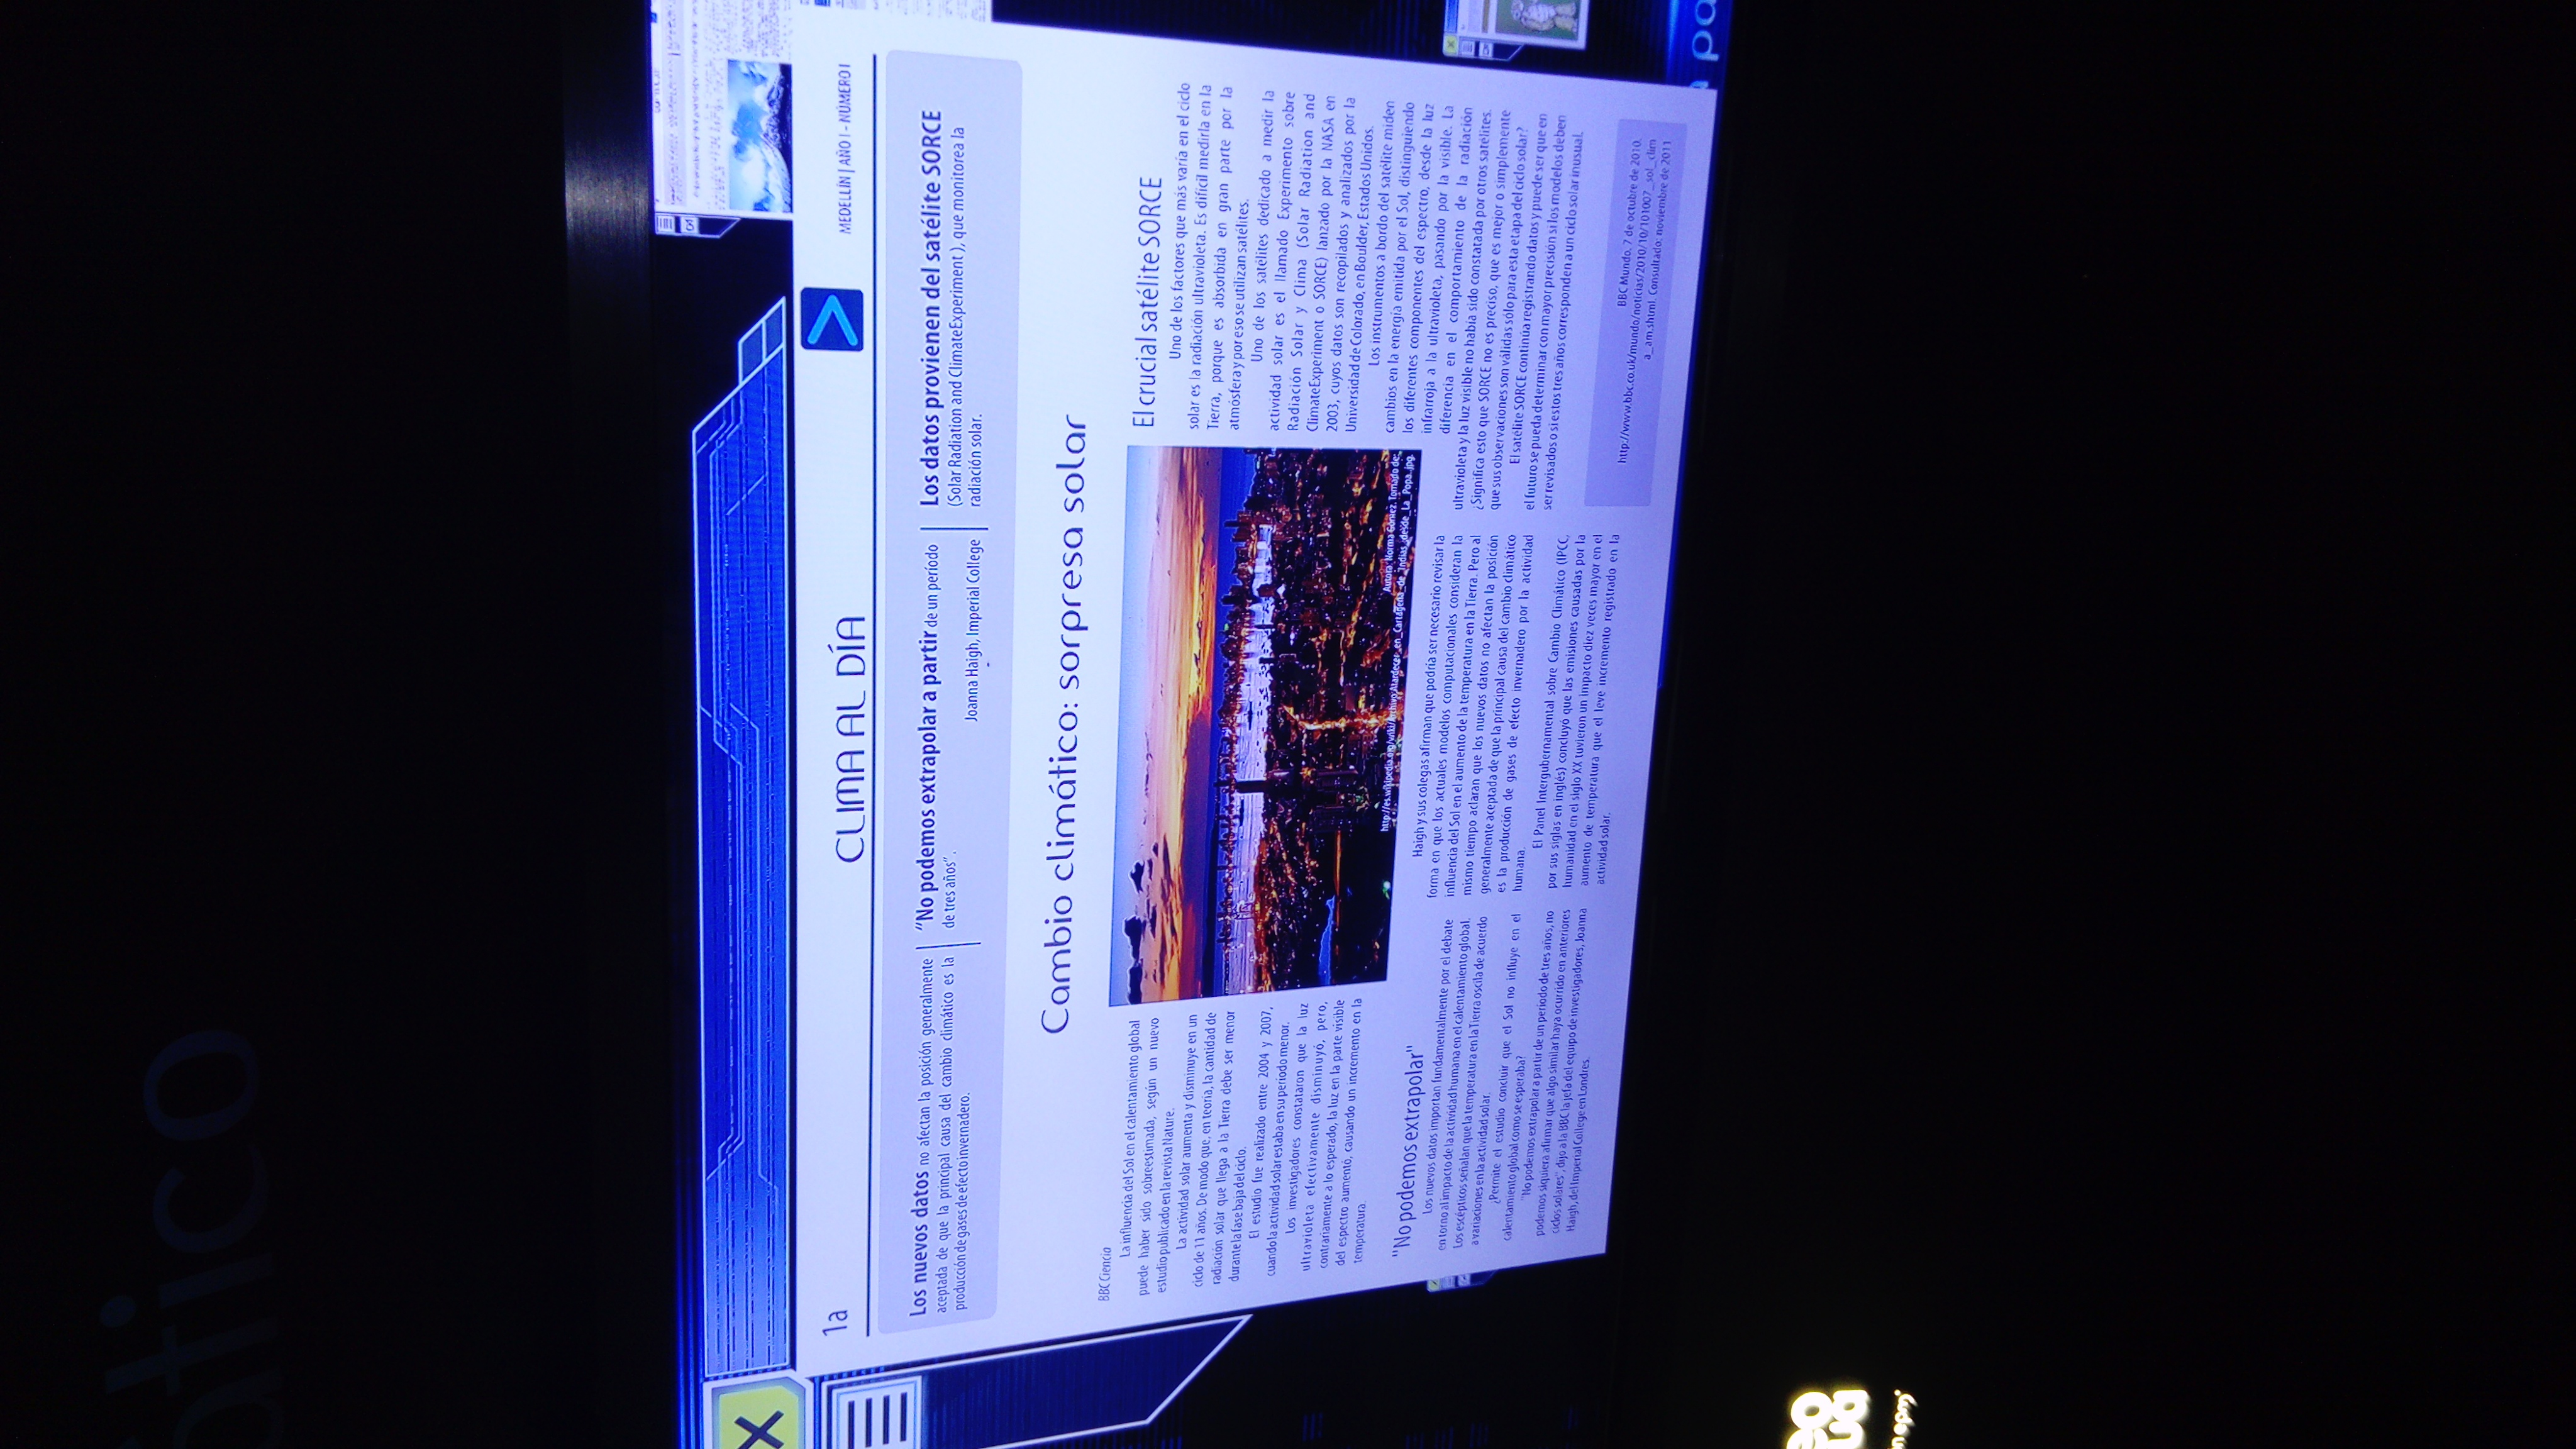 ático
1a
CLIMA AL DÍA
MEDELLÍN | AÑO I - NÚMERO I
Los nuevos datos no afectan la posición generalmente
aceptada de que la principal causa del cambio climático es la
producción de gases de efecto invernadero.
“No podemos extrapolar a partir de un período
de tres años”.
Joanna Haigh, Imperial College
Los datos provienen del satélite SORCE
(Solar Radiation and ClimateExperiment ), que monitorea la
radiación solar.
Cambio climático: sorpresa solar
BBC Ciencia
La influencia del Sol en el calentamiento global
puede haber sido sobreestimada, según un nuevo
estudio publicado en la revista Nature.
La actividad solar aumenta y disminuye en un
ciclo de 11 años. De modo que, en teoría, la cantidad de
radiación solar que llega a la Tierra debe ser menor
durante la fase baja del ciclo.
El estudio fue realizado entre 2004 y 2007,
cuando la actividad solar estaba en su periodo menor.
Los investigadores constataron que la luz
ultravioleta efectivamente disminuyó, pero,
contrariamente a lo esperado, la luz en la parte visible
del espectro aumentó, causando un incremento en la
temperatura.
Autora: Norma Gómez. Tomado de:
http://es.wikipedia.org/wiki/Archivo:Atardecer_en_Cartagena_de_Indias_desde_La_Popa.jpg.
"No podemos extrapolar"
Los nuevos datos importan fundamentalmente por el debate
en torno al impacto de la actividad humana en el calentamiento global.
Los escépticos señalan que la temperatura en la Tierra oscila de acuerdo
a variaciones en la actividad solar.
¿Permite el estudio concluir que el Sol no influye en el
calentamiento global como se esperaba?
"No podemos extrapolar a partir de un período de tres años, no
podemos siquiera afirmar que algo similar haya ocurrido en anteriores
ciclos solares", dijo a la BBC la jefa del equipo de investigadores, Joanna
Haigh, del Imperial College en Londres.
Haigh y sus colegas afirman que podría ser necesario revisar la
forma en que los actuales modelos computacionales consideran la
influencia del Sol en el aumento de la temperatura en la Tierra. Pero al
mismo tiempo aclaran que los nuevos datos no afectan la posición
generalmente aceptada de que la principal causa del cambio climático
es la producción de gases de efecto invernadero por la actividad
humana.
El Panel Intergubernamental sobre Cambio Climático (IPCC,
por sus siglas en inglés) concluyó que las emisiones causadas por la
humanidad en el siglo XX tuvieron un impacto diez veces mayor en el
aumento de temperatura que el leve incremento registrado en la
actividad solar.
El crucial satélite SORCE
Uno de los factores que más varía en el ciclo
solar es la radiación ultravioleta. Es difícil medirla en la
Tierra, porque es absorbida en gran parte por la
atmósfera y por eso se utilizan satélites.
Uno de los satélites dedicado a medir la
actividad solar es el llamado Experimento sobre
Radiación Solar y Clima (Solar Radiation and
ClimateExperiment o SORCE) lanzado por la NASA en
2003, cuyos datos son recopilados y analizados por la
Universidad de Colorado, en Boulder, Estados Unidos.
Los instrumentos a bordo del satélite miden
cambios en la energía emitida por el Sol, distinguiendo
los diferentes componentes del espectro, desde la luz
infrarroja a la ultravioleta, pasando por la visible. La
diferencia en el comportamiento de la radiación
ultravioleta y la luz visible no había sido constatada por otros satélites.
¿Significa esto que SORCE no es preciso, que es mejor o simplemente
que sus observaciones son válidas sólo para esta etapa del ciclo solar?
El satélite SORCE continúa registrando datos y puede ser que en
el futuro se pueda determinar con mayor precisión si los modelos deben
ser revisados o si estos tres años corresponden a un ciclo solar inusual.
BBC Mundo, 7 de octubre de 2010.
http://www.bbc.co.uk/mundo/noticias/2010/10/101007_sol_clim
a_am.shtml. Consultado: noviembre de 2011
pa
eo
ua
ón epm